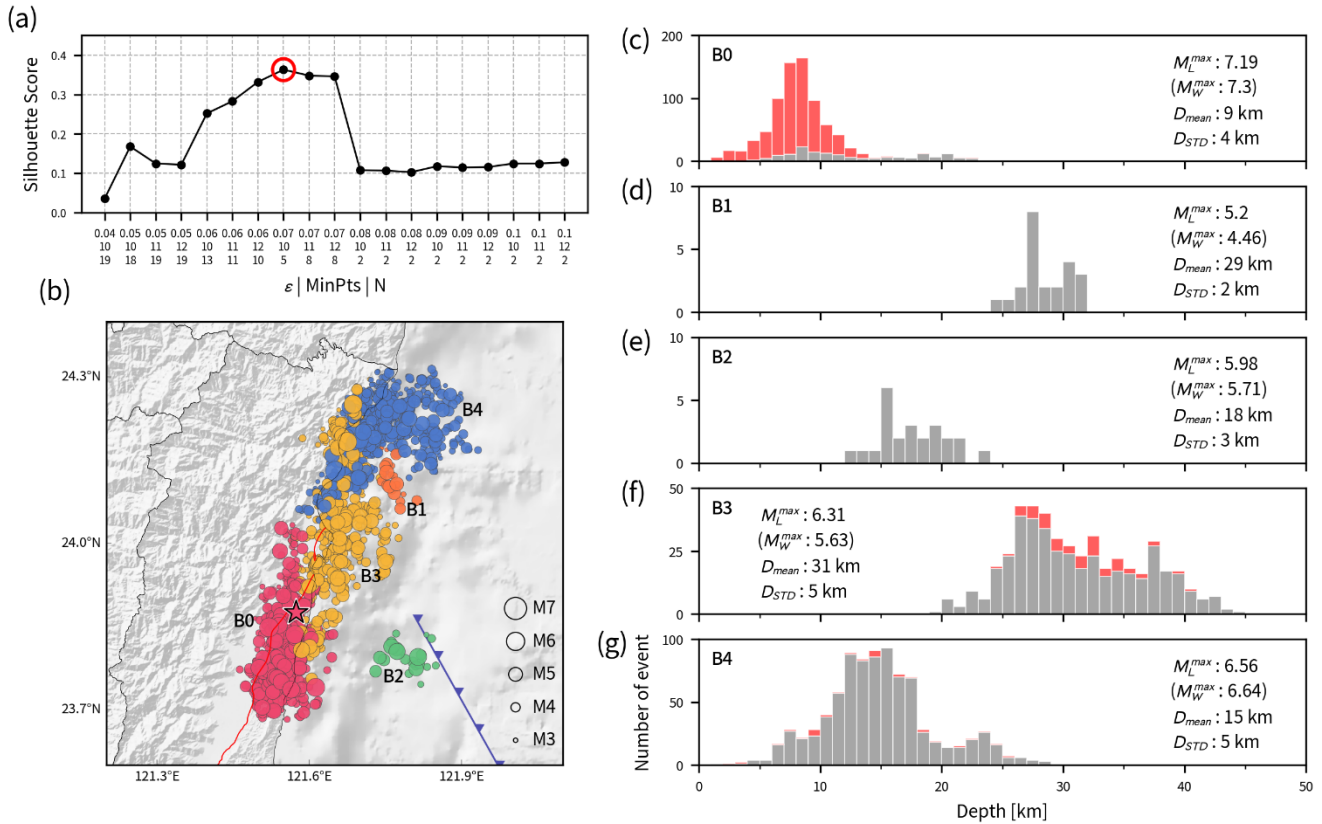 (a)
Silhouette Score
0.4
0.3
0.2
0.1
0.0
0.04 0.05 0.05 0.05 0.06 0.06 0.06 0.07 0.07 0.07 0.08 0.08 0.08 0.09 0.09 0.09 0.1 0.1 0.1
10 10 11 12 10 11 12 10 11 12 10 11 12 10 11 12 10 11 12
19 18 19 19 13 11 10 5 8 8 2 2 2 2 2 2 2 2 2
ε | MinPts | N
(b)
24.3°N
24.0°N
23.7°N
121.3°E 121.6°E 121.9°E
B4
B1
B3
B0
B2
M7
M6
M5
M4
M3
(c)
B0
200
100
0
M_L^max : 7.19
(M_W^max : 7.3)
D_mean : 9 km
D_STD : 4 km
(d)
B1
10
5
0
M_L^max : 5.2
(M_W^max : 4.46)
D_mean : 29 km
D_STD : 2 km
(e)
B2
10
5
0
M_L^max : 5.98
(M_W^max : 5.71)
D_mean : 18 km
D_STD : 3 km
(f)
B3
50
25
0
M_L^max : 6.31
(M_W^max : 5.63)
D_mean : 31 km
D_STD : 5 km
(g)
B4
Number of event
100
50
0
M_L^max : 6.56
(M_W^max : 6.64)
D_mean : 15 km
D_STD : 5 km
0 10 20 30 40 50
Depth [km]